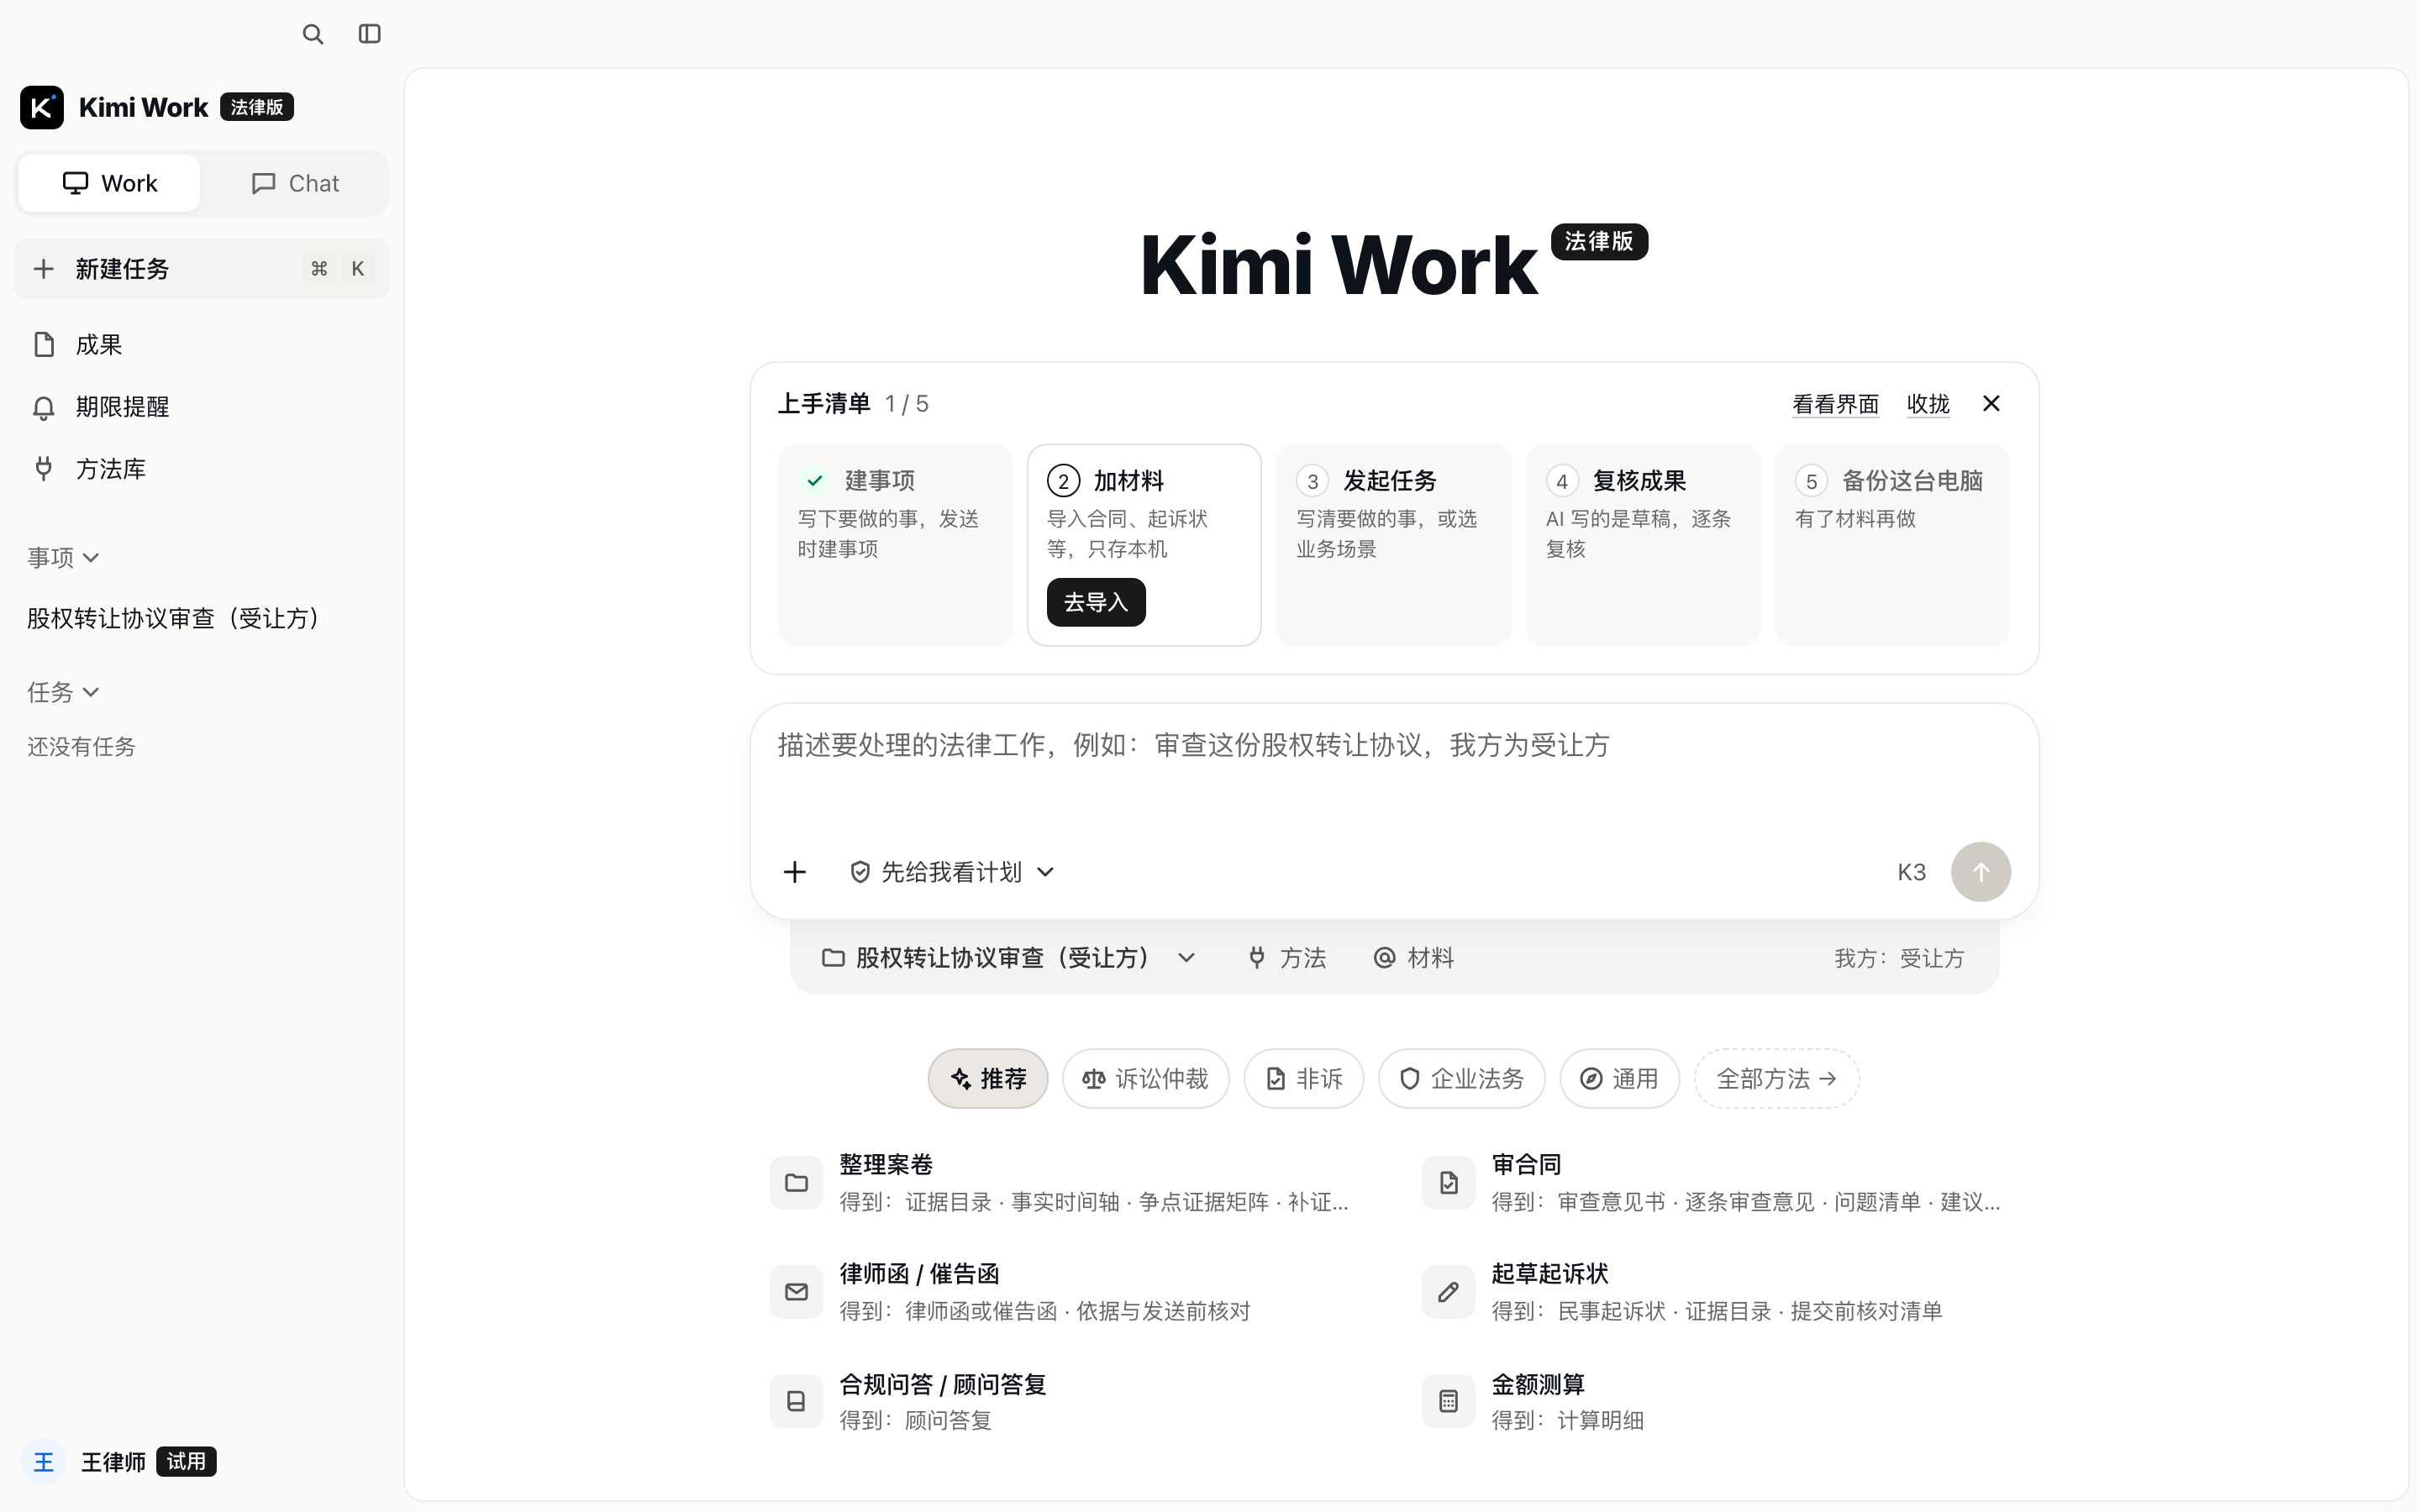 Kimi Work 法律版
Work
Chat
新建任务 ⌘ K
成果
期限提醒
方法库
事项
股权转让协议审查（受让方）
任务
还没有任务
王 王律师 试用
Kimi Work 法律版
上手清单 1 / 5
看看界面 收拢
建事项
写下要做的事，发送
时建事项
2 加材料
导入合同、起诉状
等，只存本机
去导入
3 发起任务
写清要做的事，或选
业务场景
4 复核成果
AI 写的是草稿，逐条
复核
5 备份这台电脑
有了材料再做
描述要处理的法律工作，例如：审查这份股权转让协议，我方为受让方
先给我看计划
K3
股权转让协议审查（受让方） 方法 材料 我方：受让方
推荐 诉讼仲裁 非诉 企业法务 通用 全部方法 →
整理案卷
得到：证据目录 · 事实时间轴 · 争点证据矩阵 · 补证...
审合同
得到：审查意见书 · 逐条审查意见 · 问题清单 · 建议...
律师函 / 催告函
得到：律师函或催告函 · 依据与发送前核对
起草起诉状
得到：民事起诉状 · 证据目录 · 提交前核对清单
合规问答 / 顾问答复
得到：顾问答复
金额测算
得到：计算明细